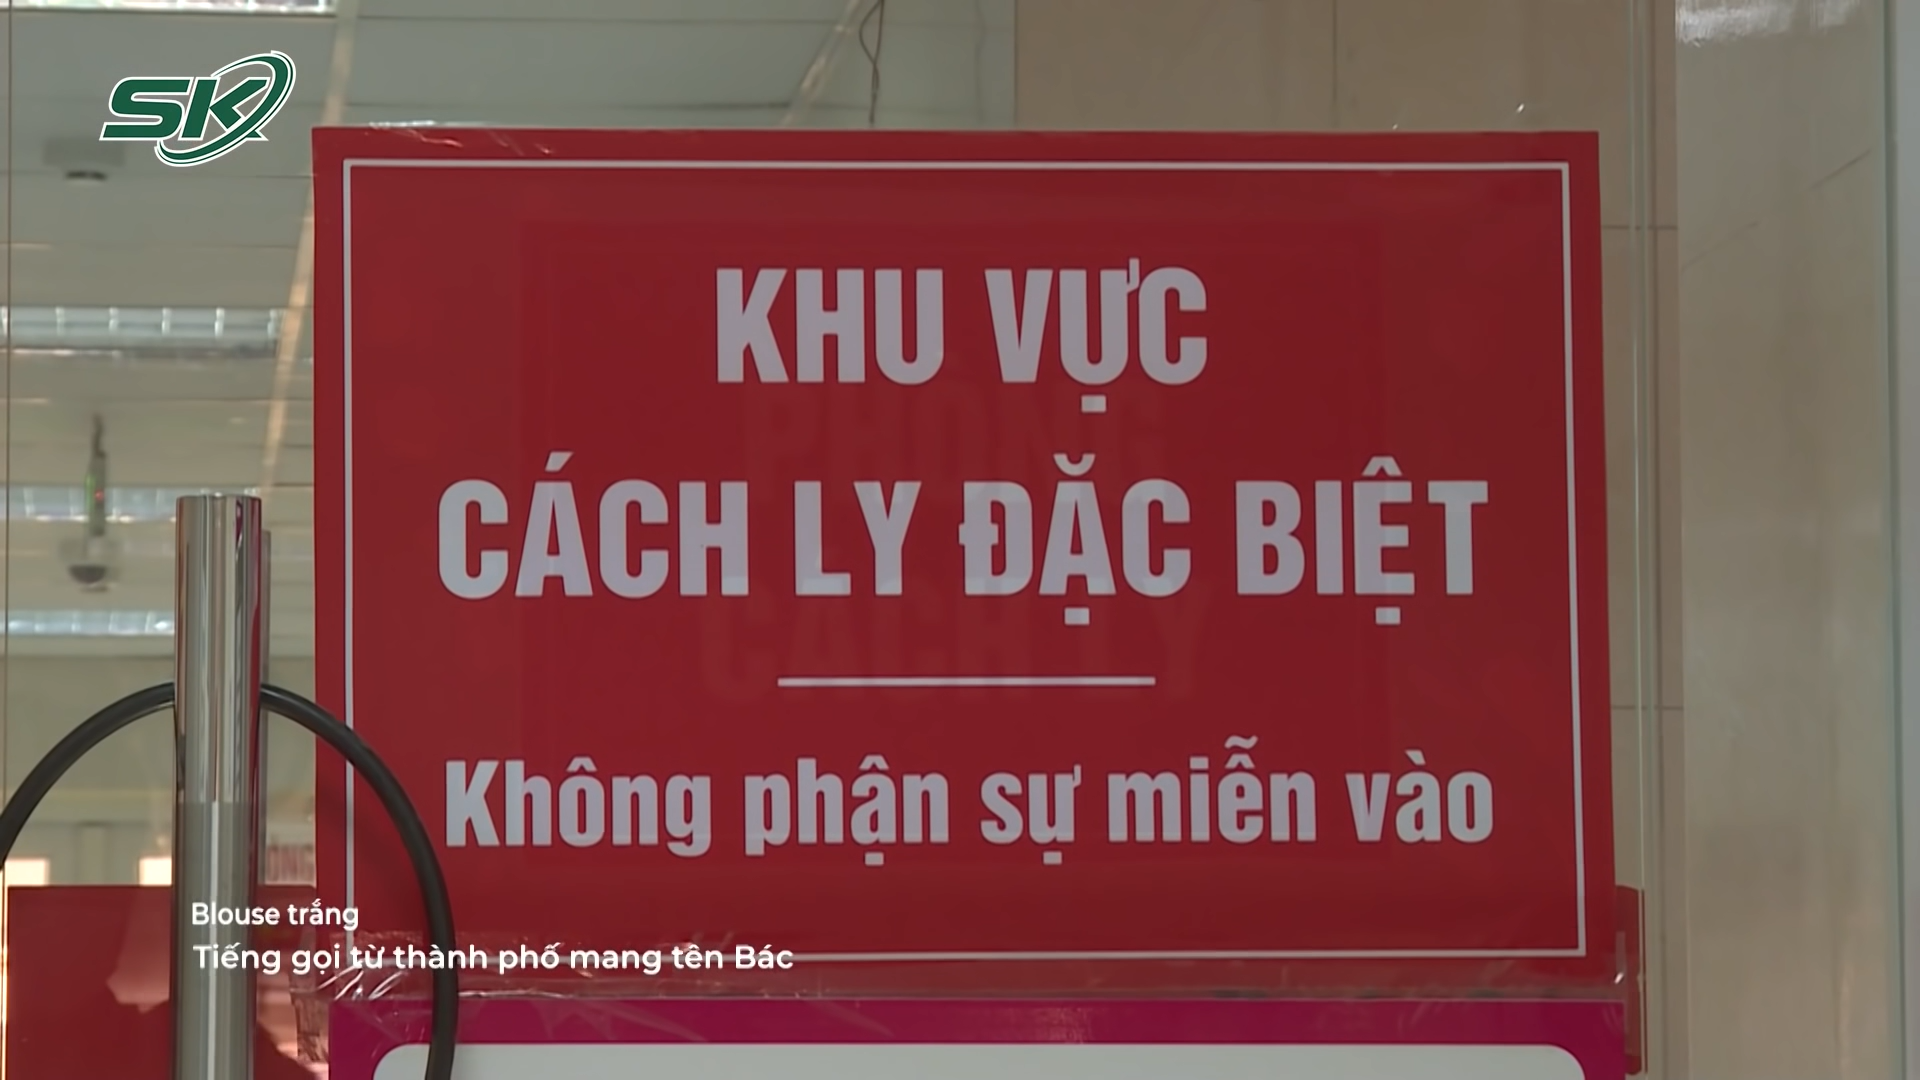 SK
KHU VỰC
CÁCH LY ĐẶC BIỆT
Không phận sự miễn vào
Blouse trắng
Tiếng gọi từ thành phố mang tên Bác